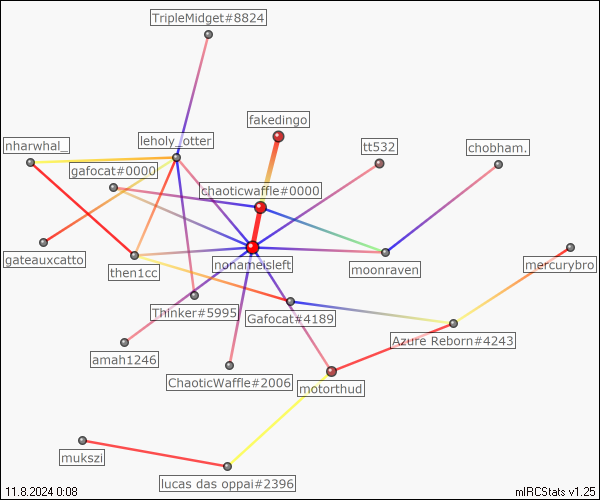 TripleMidget#8824
fakedingo
nharwhal_
leholy_otter
tt532
chobham.
gafocat#0000
chaoticwaffle#0000
gateauxcatto
then1cc
nonameisleft
moonraven
mercurybro
Thinker#5995
Gafocat#4189
amah1246
Azure Reborn#4243
ChaoticWaffle#2006
motorthud
mukszi
lucas das oppai#2396
11.8.2024 0:08
mIRCStats v1.25